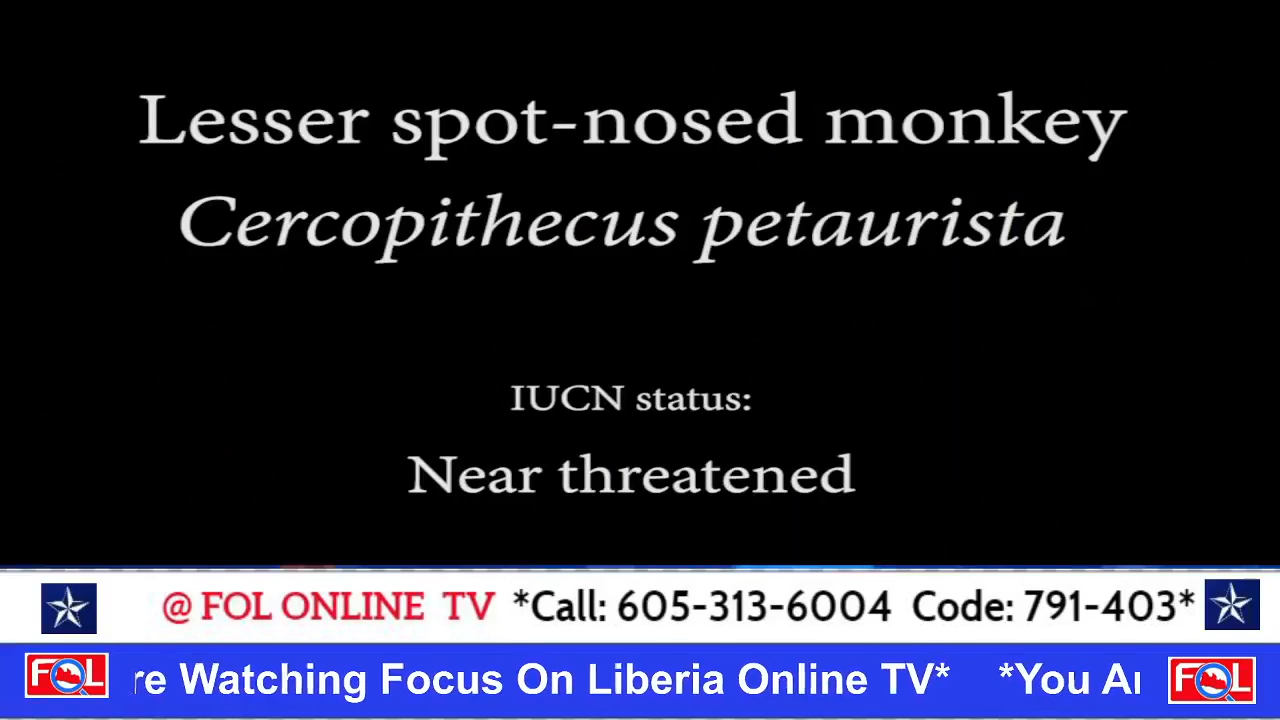 Lesser spot-nosed monkey
Cercopithecus petaurista
IUCN status:
Near threatened
@ FOL ONLINE TV *Call: 605-313-6004 Code: 791-403*
FOL re Watching Focus On Liberia Online TV* *You Ar FOL